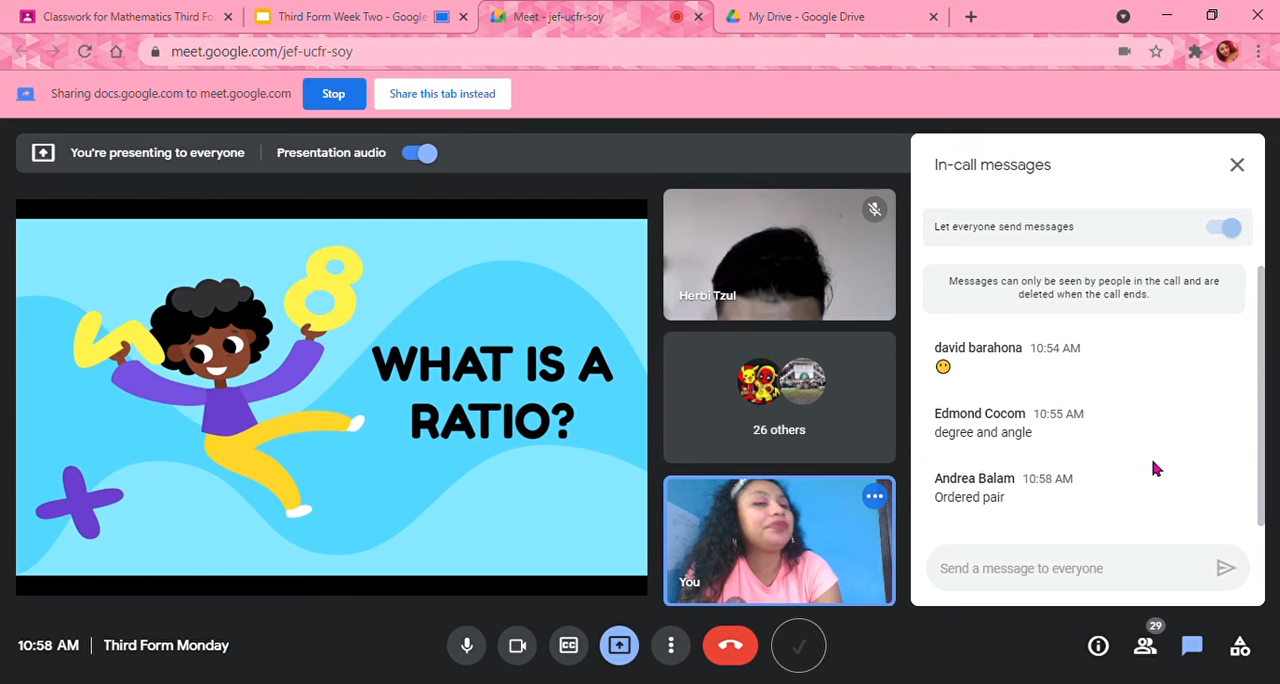 Classwork for Mathematics Third Fo
Third Form Week Two - Google
Meet - jef-ucfr-soy
My Drive - Google Drive
meet.google.com/jef-ucfr-soy
Sharing docs.google.com to meet.google.com
Stop
Share this tab instead
You're presenting to everyone
Presentation audio
WHAT IS A
RATIO?
8
Herbi Tzul
26 others
You
In-call messages
Let everyone send messages
Messages can only be seen by people in the call and are
deleted when the call ends.
david barahona 10:54 AM
Edmond Cocom 10:55 AM
degree and angle
Andrea Balam 10:58 AM
Ordered pair
Send a message to everyone
10:58 AM
Third Form Monday
CC
29